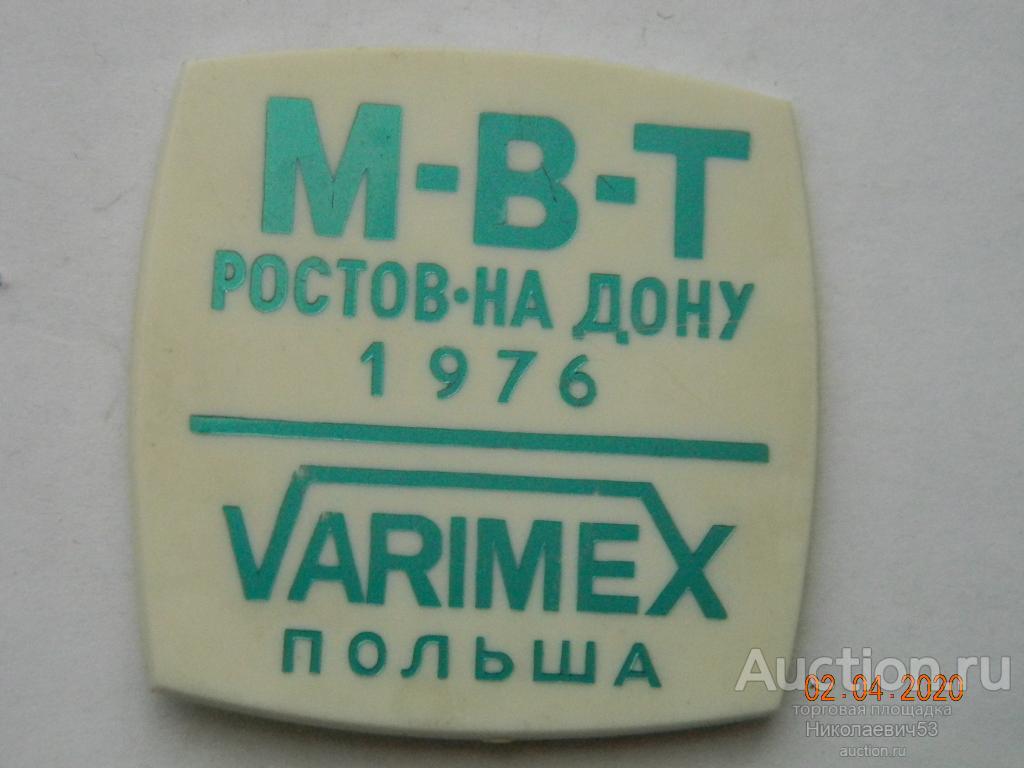 М-В-Т
РОСТОВ·НА ДОНУ
1976
VARIMEX
ПОЛЬША
Auction.ru
02.04.2020
торговая площадка
Николаевич53
auction.ru